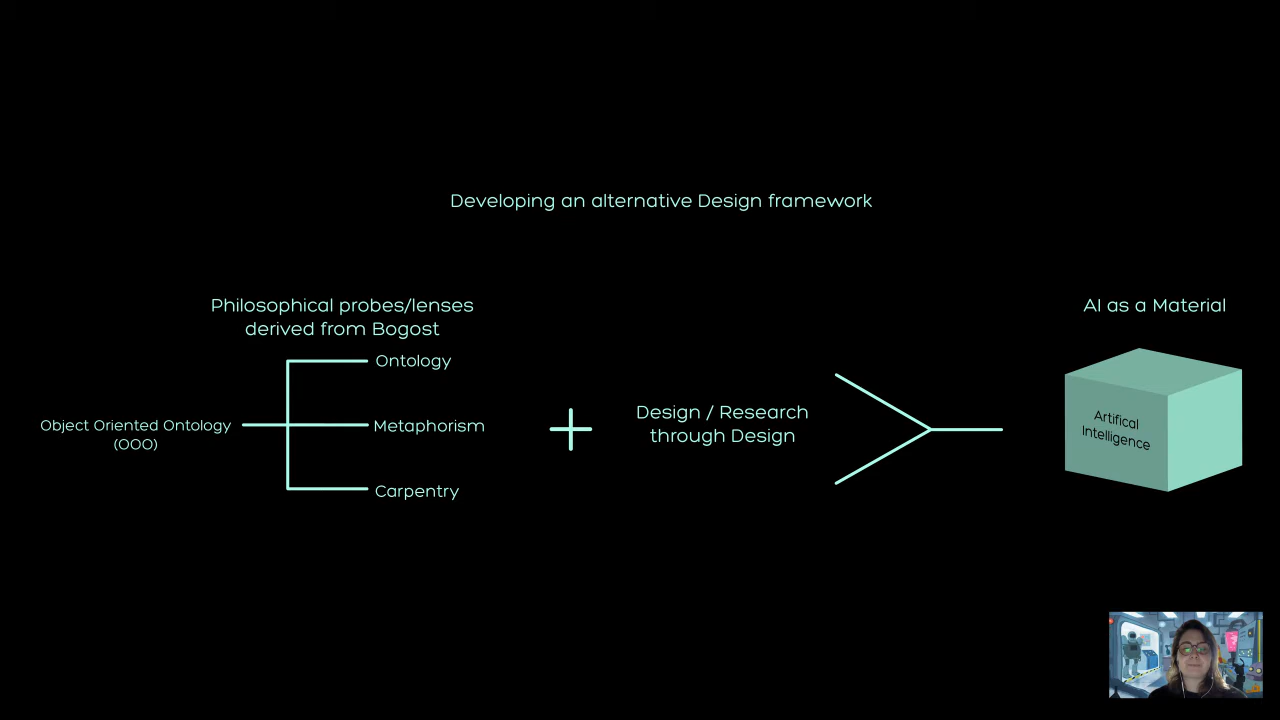 Developing an alternative Design framework
Philosophical probes/lenses
derived from Bogost
Object Oriented Ontology
(OOO)
Ontology
Metaphorism
Carpentry
+
Design / Research
through Design
AI as a Material
Artifical
Intelligence